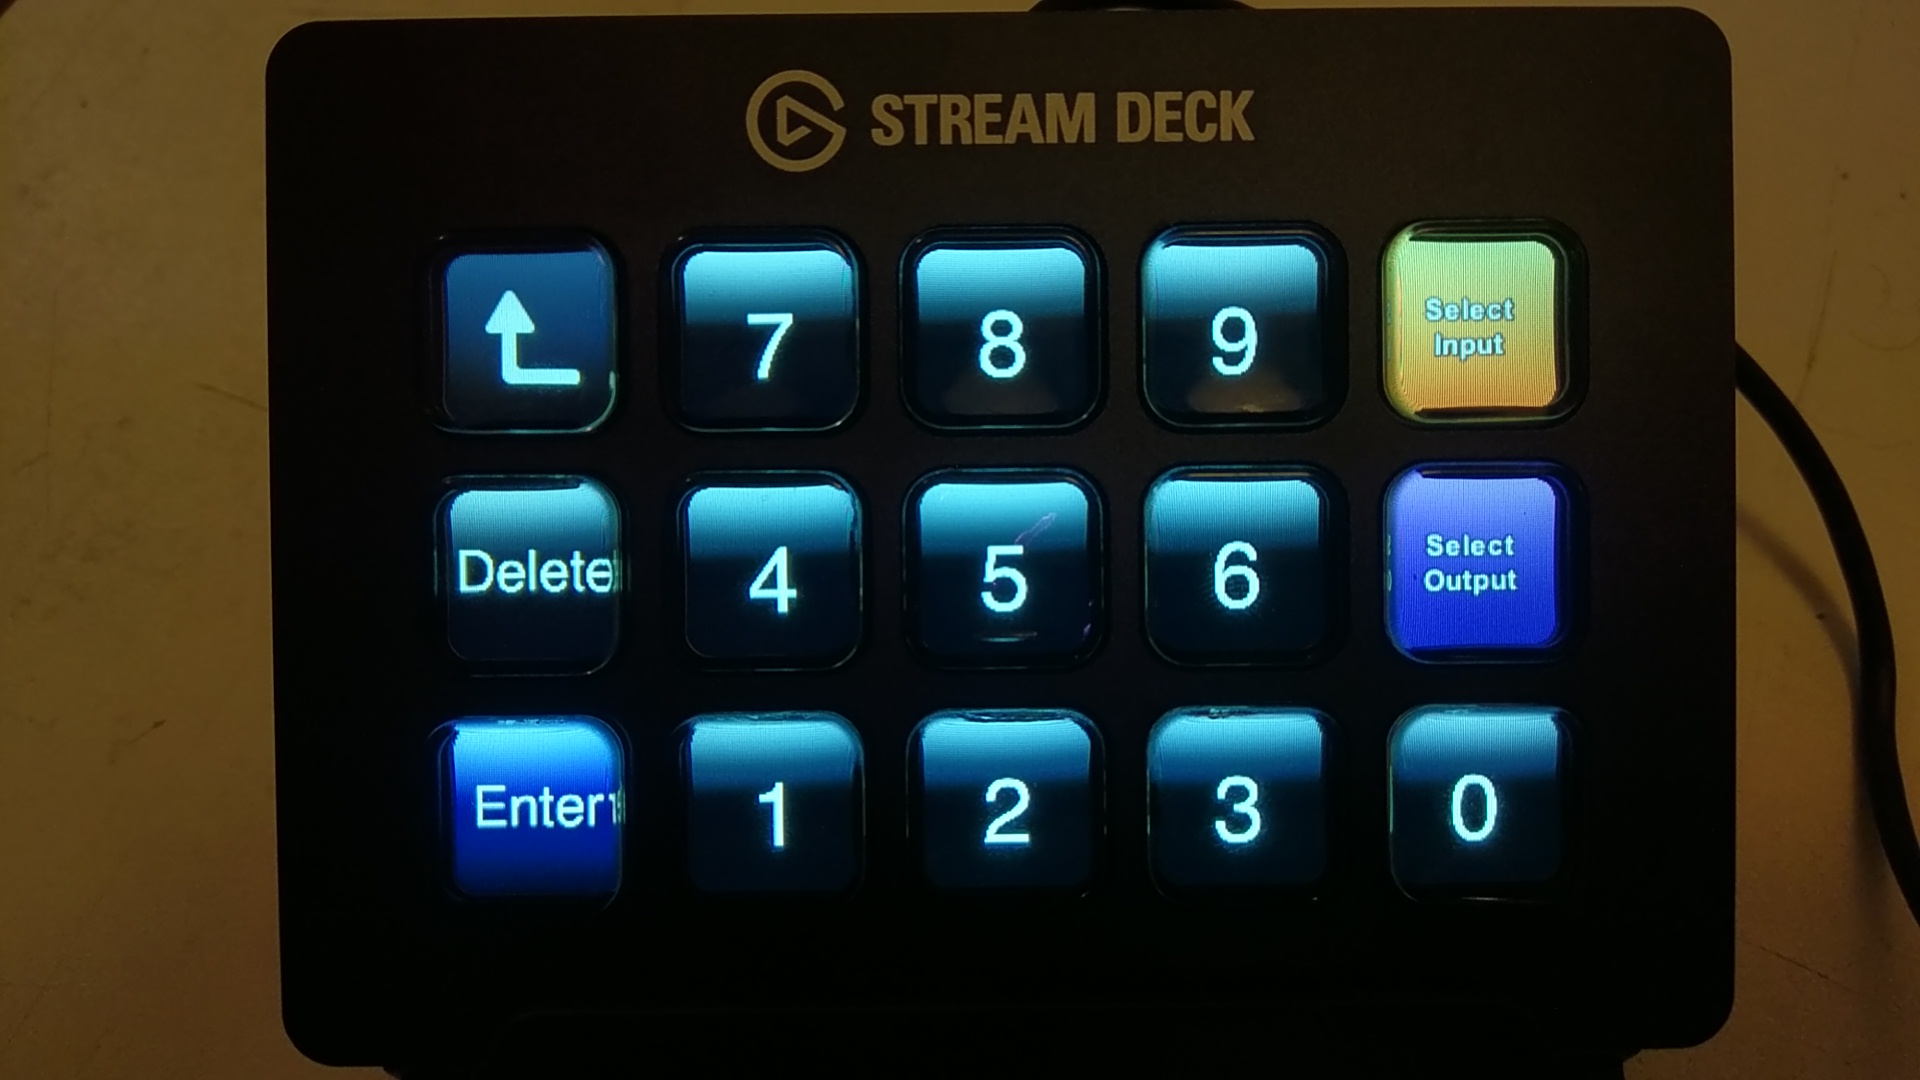 STREAM DECK
7 8 9 Select
Input
Delete 4 5 6 Select
Output
Enter 1 2 3 0